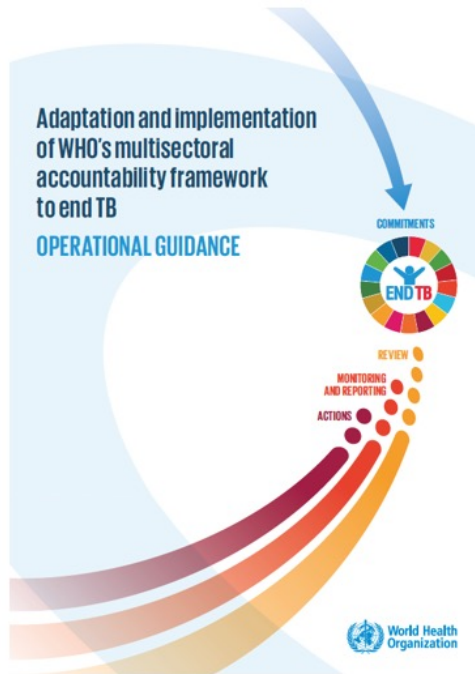 Adaptation and implementation
of WHO's multisectoral
accountability framework
to end TB
OPERATIONAL GUIDANCE
COMMITMENTS
END TB
REVIEW
MONITORING
AND REPORTING
ACTIONS
World Health
Organization